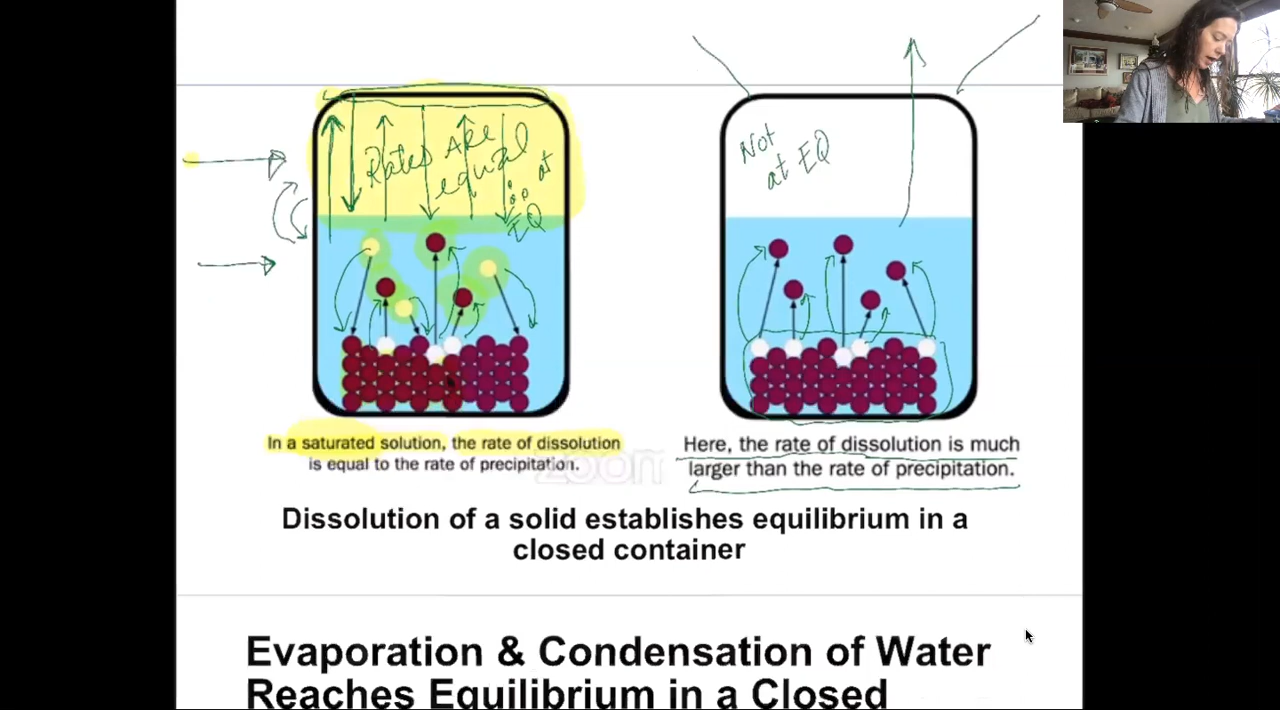 Rates Are
equal
at
EQ
Not
at EQ
In a saturated solution, the rate of dissolution
is equal to the rate of precipitation.
zoom
Here, the rate of dissolution is much
larger than the rate of precipitation.
Dissolution of a solid establishes equilibrium in a
closed container
Evaporation & Condensation of Water
Reaches Equilibrium in a Closed